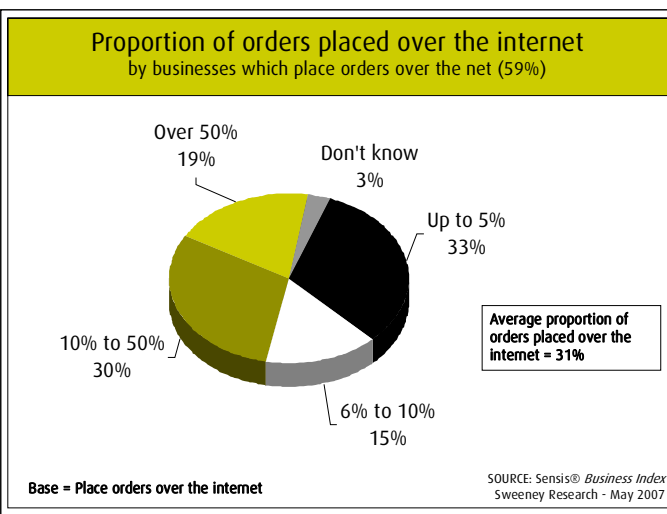 Proportion of orders placed over the internet
by businesses which place orders over the net (59%)
Over 50%
19%
Don't know
3%
Up to 5%
33%
Average proportion of
orders placed over the
internet = 31%
10% to 50%
30%
6% to 10%
15%
Base = Place orders over the internet
SOURCE: Sensis® Business Index
Sweeney Research - May 2007